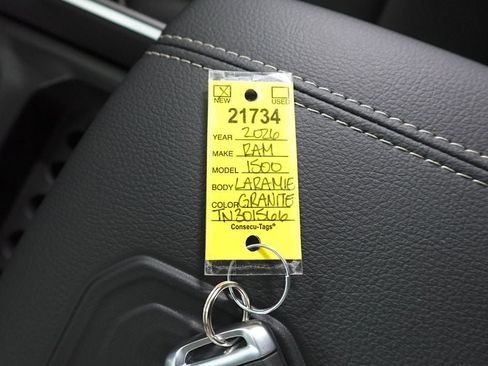 X
NEW USED
21734
YEAR 2026
MAKE RAM
MODEL 1500
BODY LARAMIE
COLOR GRANITE
TN301566
Consecu-Tags®